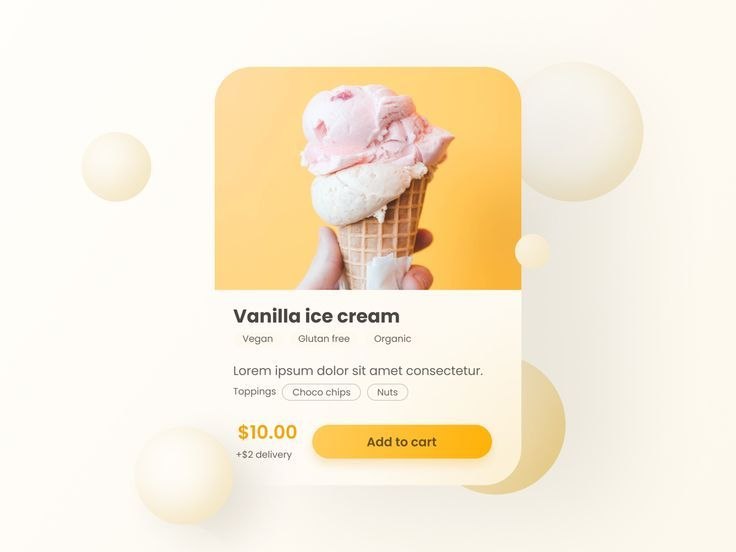 Vanilla ice cream
Vegan Glutan free Organic
Lorem ipsum dolor sit amet consectetur.
Toppings Choco chips Nuts
$10.00 Add to cart
+$2 delivery